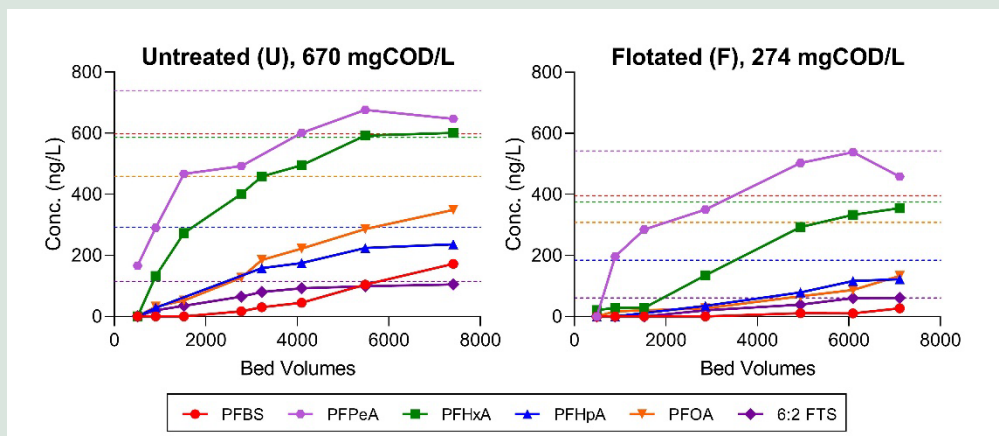 Untreated (U), 670 mgCOD/L
800
600
400
200
0
Conc. (ng/L)
0 2000 4000 6000 8000
Bed Volumes
Flotated (F), 274 mgCOD/L
800
600
400
200
0
Conc. (ng/L)
0 2000 4000 6000 8000
Bed Volumes
PFBS PFPeA PFHxA PFHpA PFOA 6:2 FTS